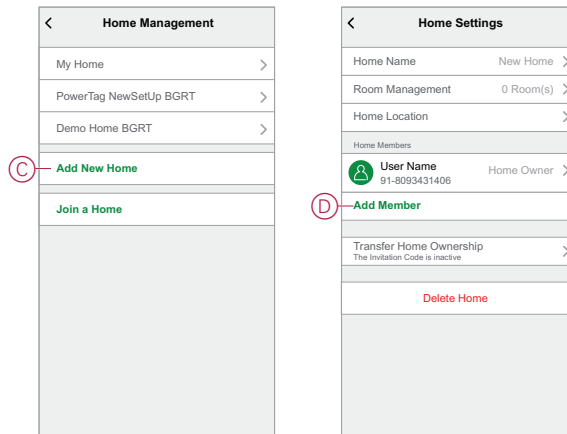 Home Management
My Home
PowerTag NewSetUp BGRT
Demo Home BGRT
C
Add New Home
Join a Home
Home Settings
Home Name New Home
Room Management 0 Room(s)
Home Location
Home Members
User Name
91-8093431406
Home Owner
D
Add Member
Transfer Home Ownership
The Invitation Code is inactive
Delete Home